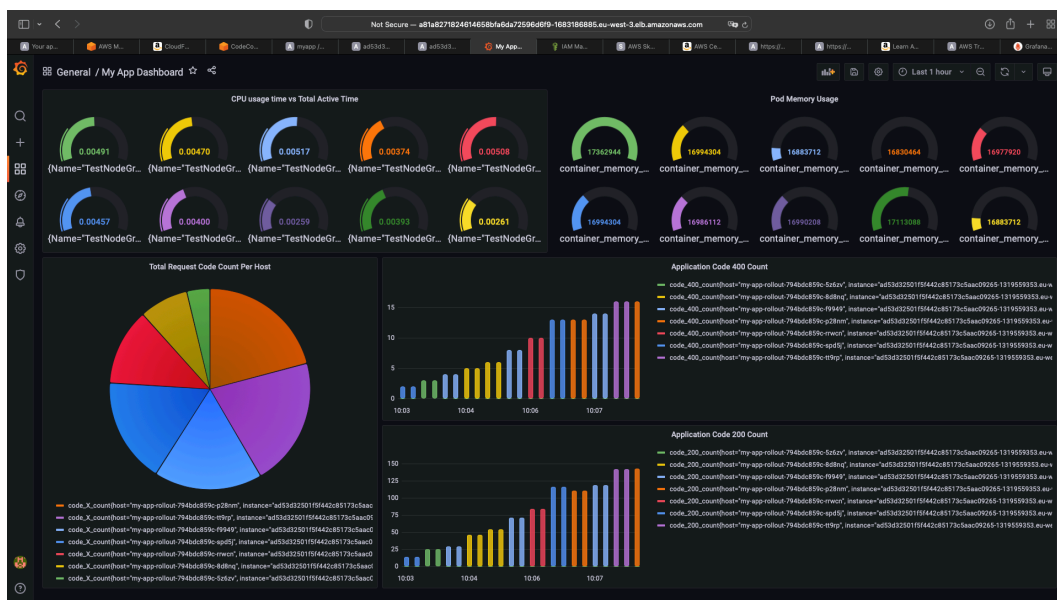 Not Secure — a81a8271824614658bfa6da72596d6f9-1683186885.eu-west-3.elb.amazonaws.com
Your ap...
AWS M...
CloudF...
CodeCo...
myapp /...
ad53d3...
ad53d3...
My App...
IAM Ma...
AWS Sk...
AWS Ce...
https://...
https://...
Learn A...
AWS Tr...
Grafana...
General / My App Dashboard
Last 1 hour
CPU usage time vs Total Active Time
0.00491
0.00470
0.00517
0.00374
0.00508
{Name="TestNodeGr...
{Name="TestNodeGr...
{Name="TestNodeGr...
{Name="TestNodeGr...
{Name="TestNodeGr...
0.00457
0.00400
0.00259
0.00393
0.00261
{Name="TestNodeGr...
{Name="TestNodeGr...
{Name="TestNodeGr...
{Name="TestNodeGr...
{Name="TestNodeGr...
Pod Memory Usage
17362944
16994304
16883712
16830464
16977920
container_memory_...
container_memory_...
container_memory_...
container_memory_...
container_memory_...
16994304
16986112
16990208
17113088
16883712
container_memory_...
container_memory_...
container_memory_...
container_memory_...
container_memory_...
Total Request Code Count Per Host
code_X_count{host="my-app-rollout-794bdc859c-p28nm", instance="ad53d32501f5f442c85173c5aac
code_X_count{host="my-app-rollout-794bdc859c-tt9rp", instance="ad53d32501f5f442c85173c5aac09
code_X_count{host="my-app-rollout-794bdc859c-f9949", instance="ad53d32501f5f442c85173c5aac0
code_X_count{host="my-app-rollout-794bdc859c-spd5j", instance="ad53d32501f5f442c85173c5aac0
code_X_count{host="my-app-rollout-794bdc859c-rrwcn", instance="ad53d32501f5f442c85173c5aac0
code_X_count{host="my-app-rollout-794bdc859c-8d8nq", instance="ad53d32501f5f442c85173c5aac0
code_X_count{host="my-app-rollout-794bdc859c-5z6zv", instance="ad53d32501f5f442c85173c5aac0
Application Code 400 Count
15
10
5
0
10:03
10:04
10:06
10:07
code_400_count{host="my-app-rollout-794bdc859c-5z6zv", instance="ad53d32501f5f442c85173c5aac09265-1319559353.eu-w
code_400_count{host="my-app-rollout-794bdc859c-8d8nq", instance="ad53d32501f5f442c85173c5aac09265-1319559353.eu-v
code_400_count{host="my-app-rollout-794bdc859c-f9949", instance="ad53d32501f5f442c85173c5aac09265-1319559353.eu-w
code_400_count{host="my-app-rollout-794bdc859c-p28nm", instance="ad53d32501f5f442c85173c5aac09265-1319559353.eu-
code_400_count{host="my-app-rollout-794bdc859c-rrwcn", instance="ad53d32501f5f442c85173c5aac09265-1319559353.eu-w
code_400_count{host="my-app-rollout-794bdc859c-spd5j", instance="ad53d32501f5f442c85173c5aac09265-1319559353.eu-w
code_400_count{host="my-app-rollout-794bdc859c-tt9rp", instance="ad53d32501f5f442c85173c5aac09265-1319559353.eu-we
Application Code 200 Count
150
125
100
75
50
25
0
10:03
10:04
10:06
10:07
code_200_count{host="my-app-rollout-794bdc859c-5z6zv", instance="ad53d32501f5f442c85173c5aac09265-1319559353.eu-w
code_200_count{host="my-app-rollout-794bdc859c-8d8nq", instance="ad53d32501f5f442c85173c5aac09265-1319559353.eu-v
code_200_count{host="my-app-rollout-794bdc859c-f9949", instance="ad53d32501f5f442c85173c5aac09265-1319559353.eu-w
code_200_count{host="my-app-rollout-794bdc859c-p28nm", instance="ad53d32501f5f442c85173c5aac09265-1319559353.eu-
code_200_count{host="my-app-rollout-794bdc859c-rrwcn", instance="ad53d32501f5f442c85173c5aac09265-1319559353.eu-w
code_200_count{host="my-app-rollout-794bdc859c-spd5j", instance="ad53d32501f5f442c85173c5aac09265-1319559353.eu-w
code_200_count{host="my-app-rollout-794bdc859c-tt9rp", instance="ad53d32501f5f442c85173c5aac09265-1319559353.eu-we